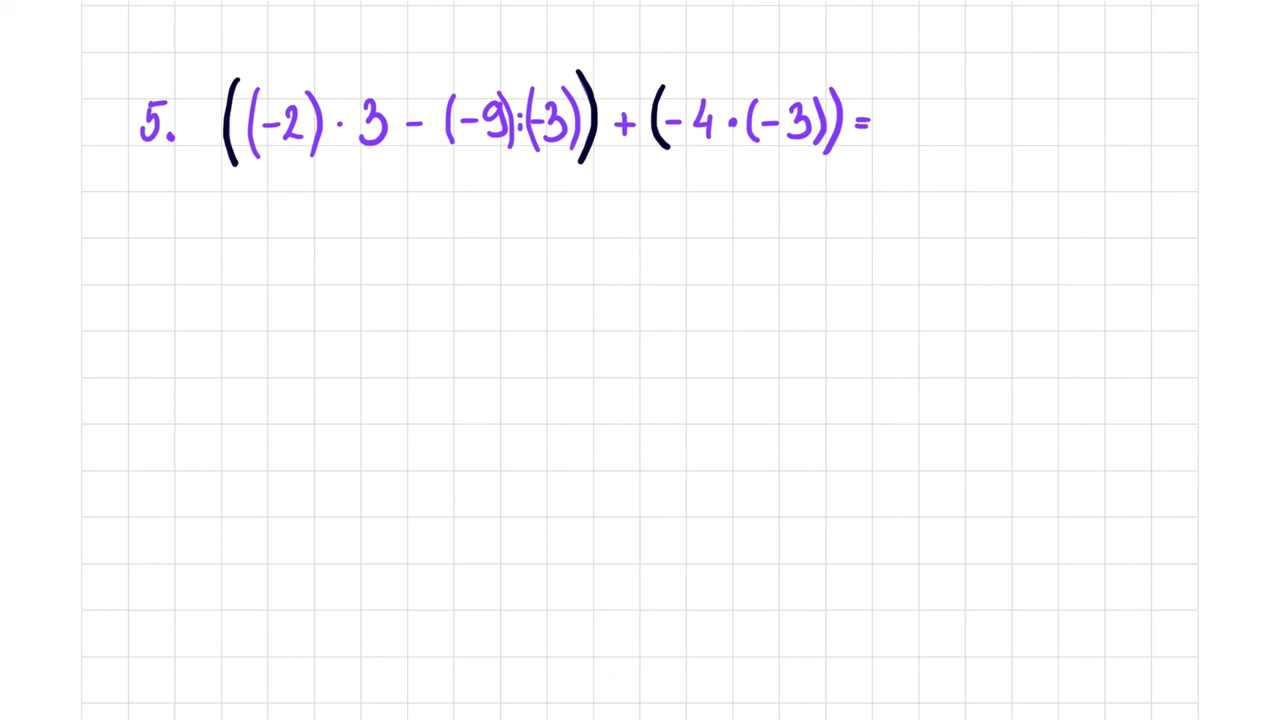 5. ((-2) · 3 - (-9):(-3)) + (-4 · (-3)) =